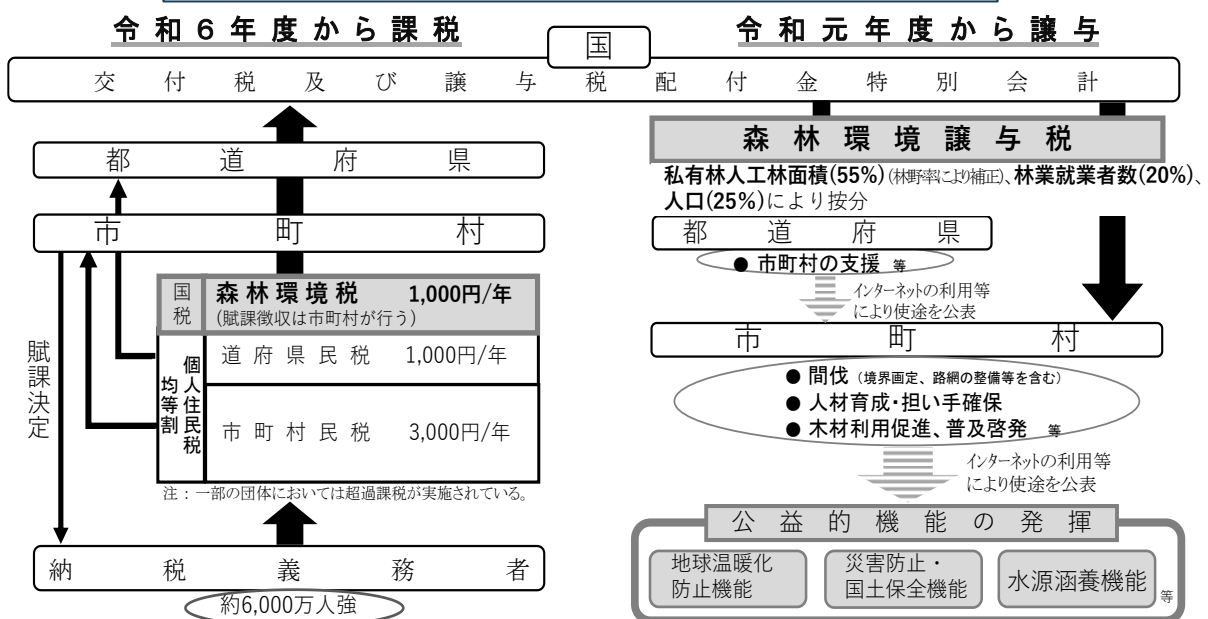 令和６年度から課税
国
令和元年度から譲与
交付税及び譲与税配付金特別会計
都道府県
市町村
国税
森林環境税 1,000円/年
(賦課徴収は市町村が行う)
個人住民税
均等割
道府県民税 1,000円/年
市町村民税 3,000円/年
注：一部の団体においては超過課税が実施されている。
賦課決定
納税義務者
約6,000万人強
森林環境譲与税
私有林人工林面積(55%)(林野率により補正)、林業就業者数(20%)、
人口(25%)により按分
都道府県
● 市町村の支援 等
インターネットの利用等
により使途を公表
市町村
● 間伐（境界画定、路網の整備等を含む）
● 人材育成・担い手確保
● 木材利用促進、普及啓発 等
インターネットの利用等
により使途を公表
公益的機能の発揮
地球温暖化
防止機能
災害防止・
国土保全機能
水源涵養機能
等